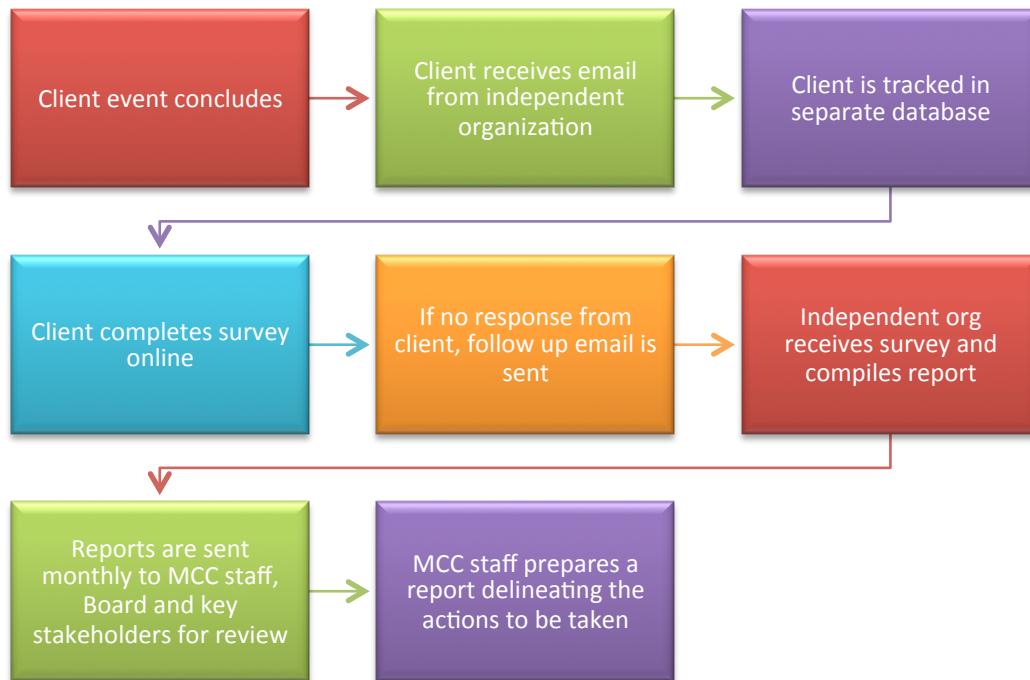 Client event concludes
Client receives email
from independent
organization
Client is tracked in
separate database
Client completes survey
online
If no response from
client, follow up email is
sent
Independent org
receives survey and
compiles report
Reports are sent
monthly to MCC staff,
Board and key
stakeholders for review
MCC staff prepares a
report delineating the
actions to be taken